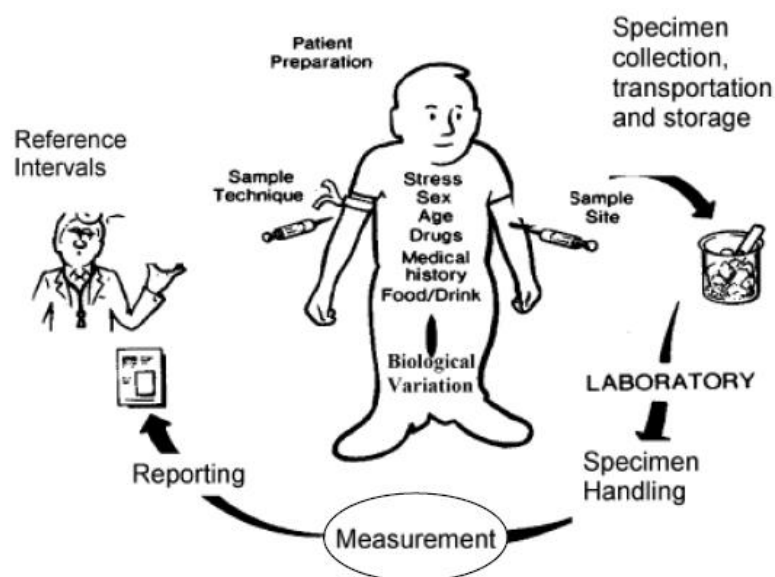 Patient
Preparation
Specimen
collection,
transportation
and storage
Reference
Intervals
Sample
Technique
Stress
Sex
Age
Drugs
Medical
history
Food/Drink
Sample
Site
Biological
Variation
LABORATORY
Specimen
Handling
Reporting
Measurement